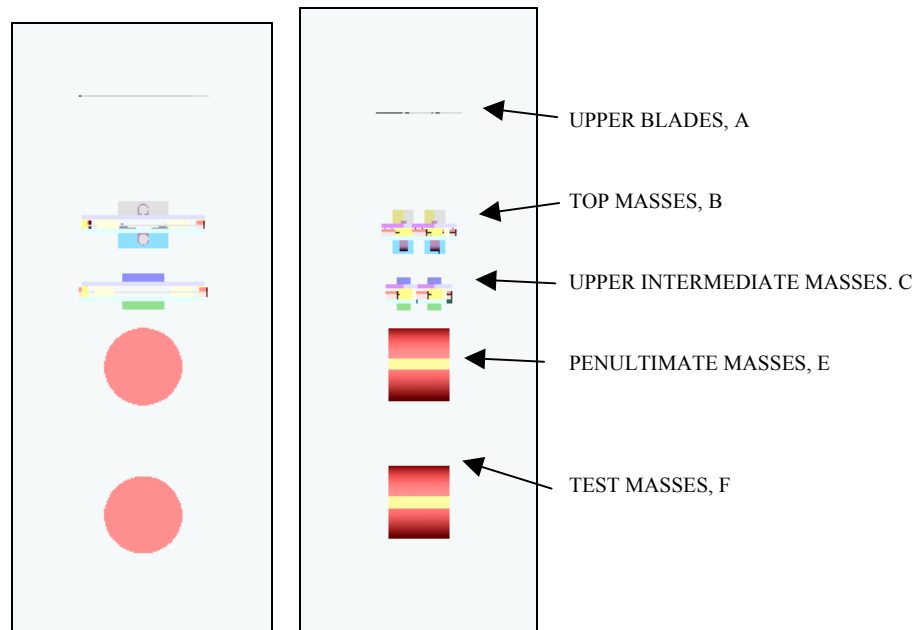 UPPER BLADES, A
TOP MASSES, B
UPPER INTERMEDIATE MASSES. C
PENULTIMATE MASSES, E
TEST MASSES, F